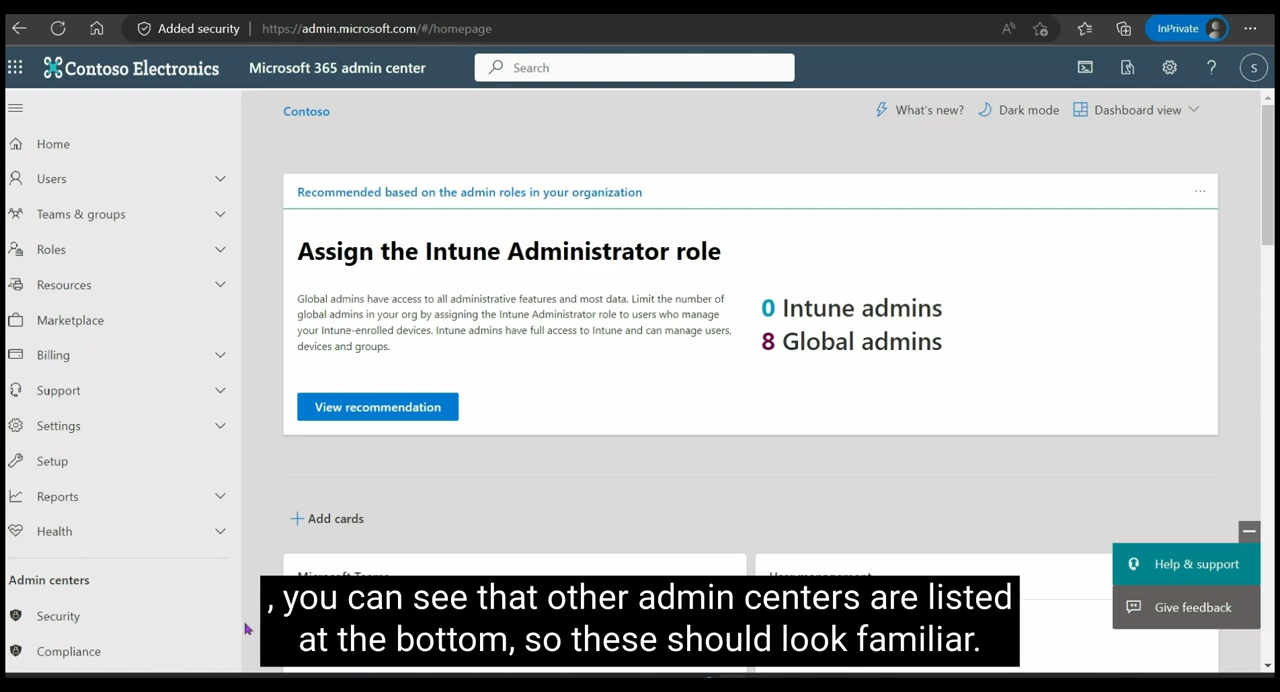 Added security
https://admin.microsoft.com/#/homepage
InPrivate
Contoso Electronics
Microsoft 365 admin center
Search
?
S
Contoso
What's new?
Dark mode
Dashboard view
Home
Users
Teams & groups
Roles
Resources
Marketplace
Billing
Support
Settings
Setup
Reports
Health
Admin centers
Security
Compliance
Recommended based on the admin roles in your organization
Assign the Intune Administrator role
Global admins have access to all administrative features and most data. Limit the number of
global admins in your org by assigning the Intune Administrator role to users who manage
your Intune-enrolled devices. Intune admins have full access to Intune and can manage users,
devices and groups.
0 Intune admins
8 Global admins
View recommendation
Add cards
Help & support
Give feedback
, you can see that other admin centers are listed
at the bottom, so these should look familiar.